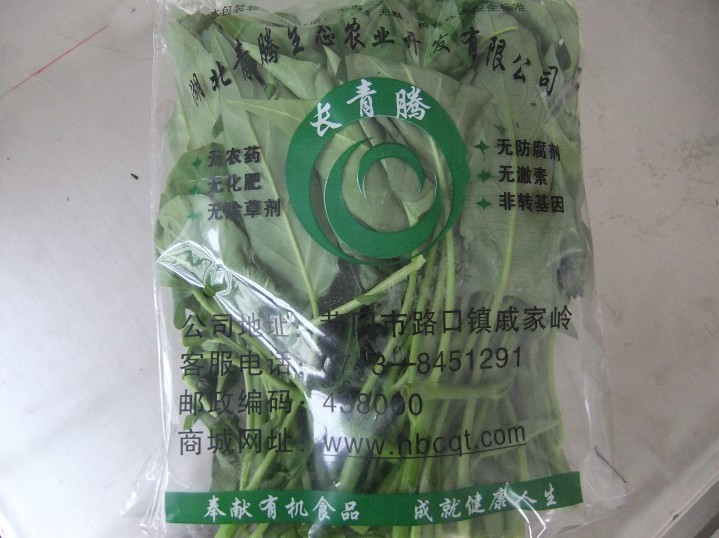 湖北青腾生态农业开发有限公司
长青腾
无农药
无化肥
无除草剂
无防腐剂
无激素
非转基因
公司地址: 市路口镇戚家岭
客服电话: 3—8451291
邮政编码: 438000
商城网址: www.hbcqt.com
奉献有机食品 成就健康人生